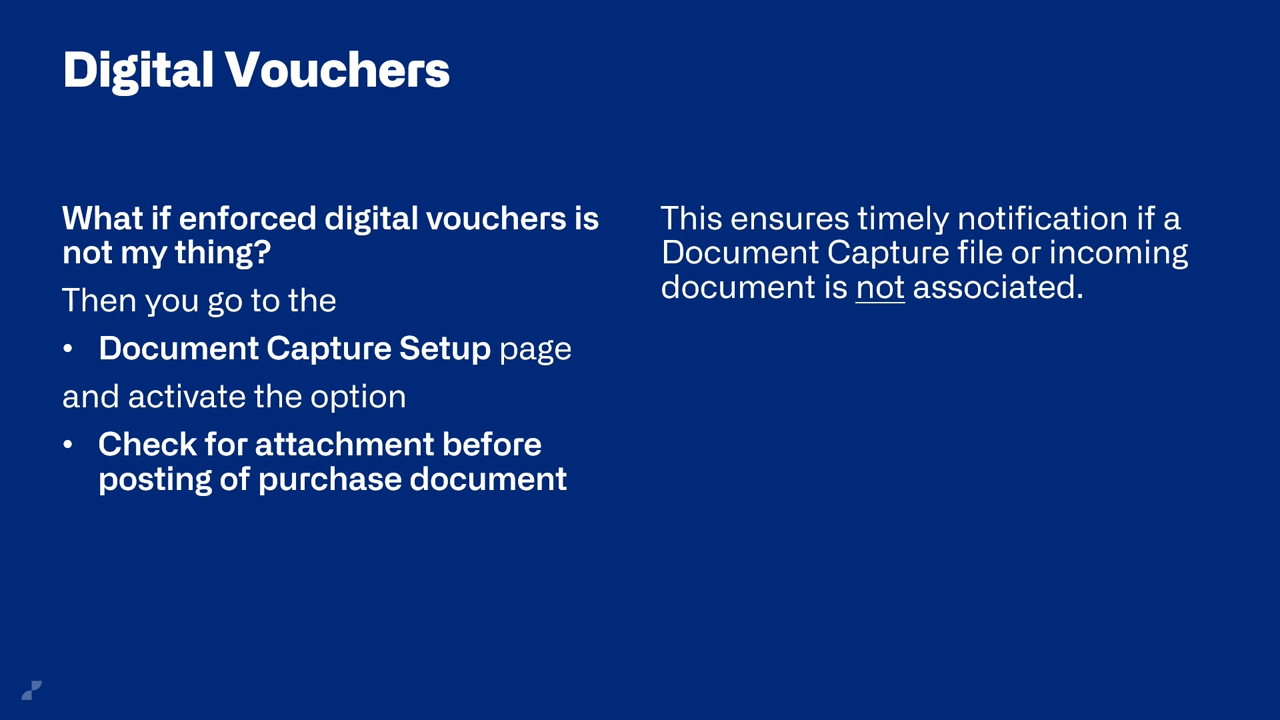 Digital Vouchers
What if enforced digital vouchers is
not my thing?
Then you go to the
• Document Capture Setup page
and activate the option
• Check for attachment before
posting of purchase document
This ensures timely notification if a
Document Capture file or incoming
document is not associated.